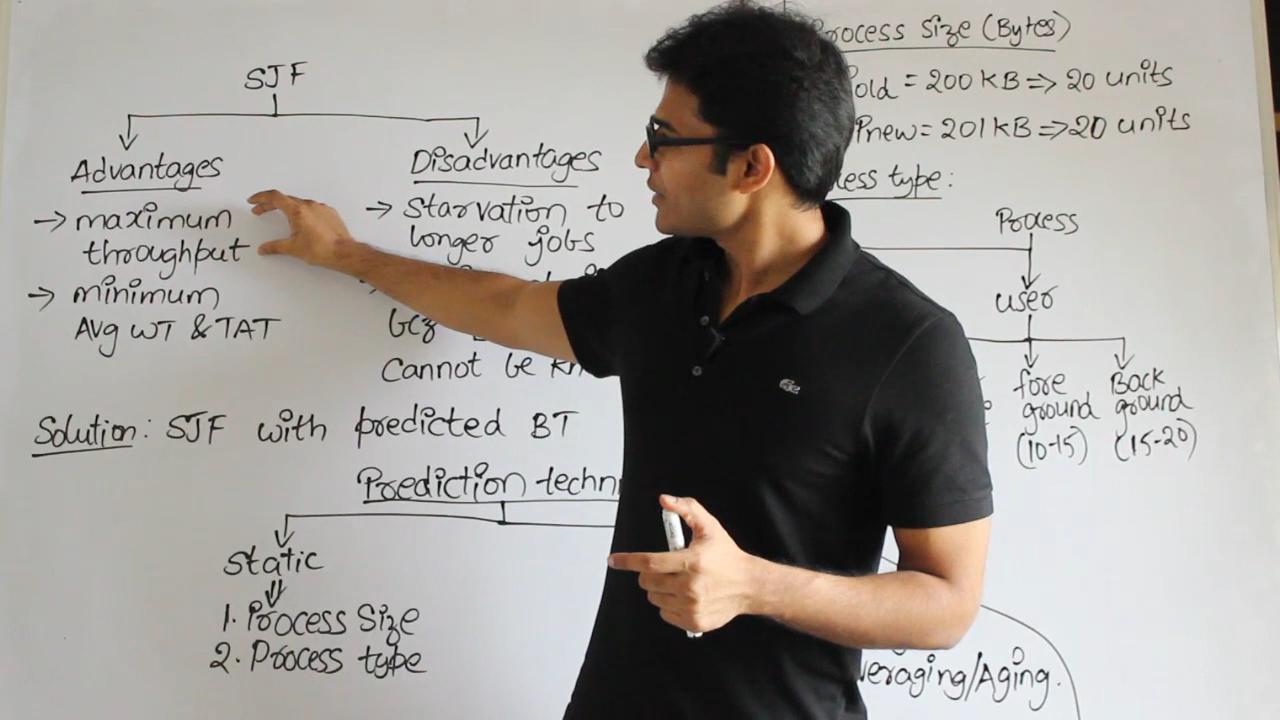 SJF
Advantages
→ maximum
throughput
→ minimum
Avg WT & TAT
Disadvantages
→ Starvation to
longer jobs
Cannot be
Solution: SJF with predicted BT
Prediction
Static
1. Process Size
2. Process type
Process Size (Bytes)
Pold = 200 KB => 20 units
Pnew = 201 KB => 20 units
type:
Process
user
fore
ground
(10-15)
Back
ground
(15-20)
Aging.